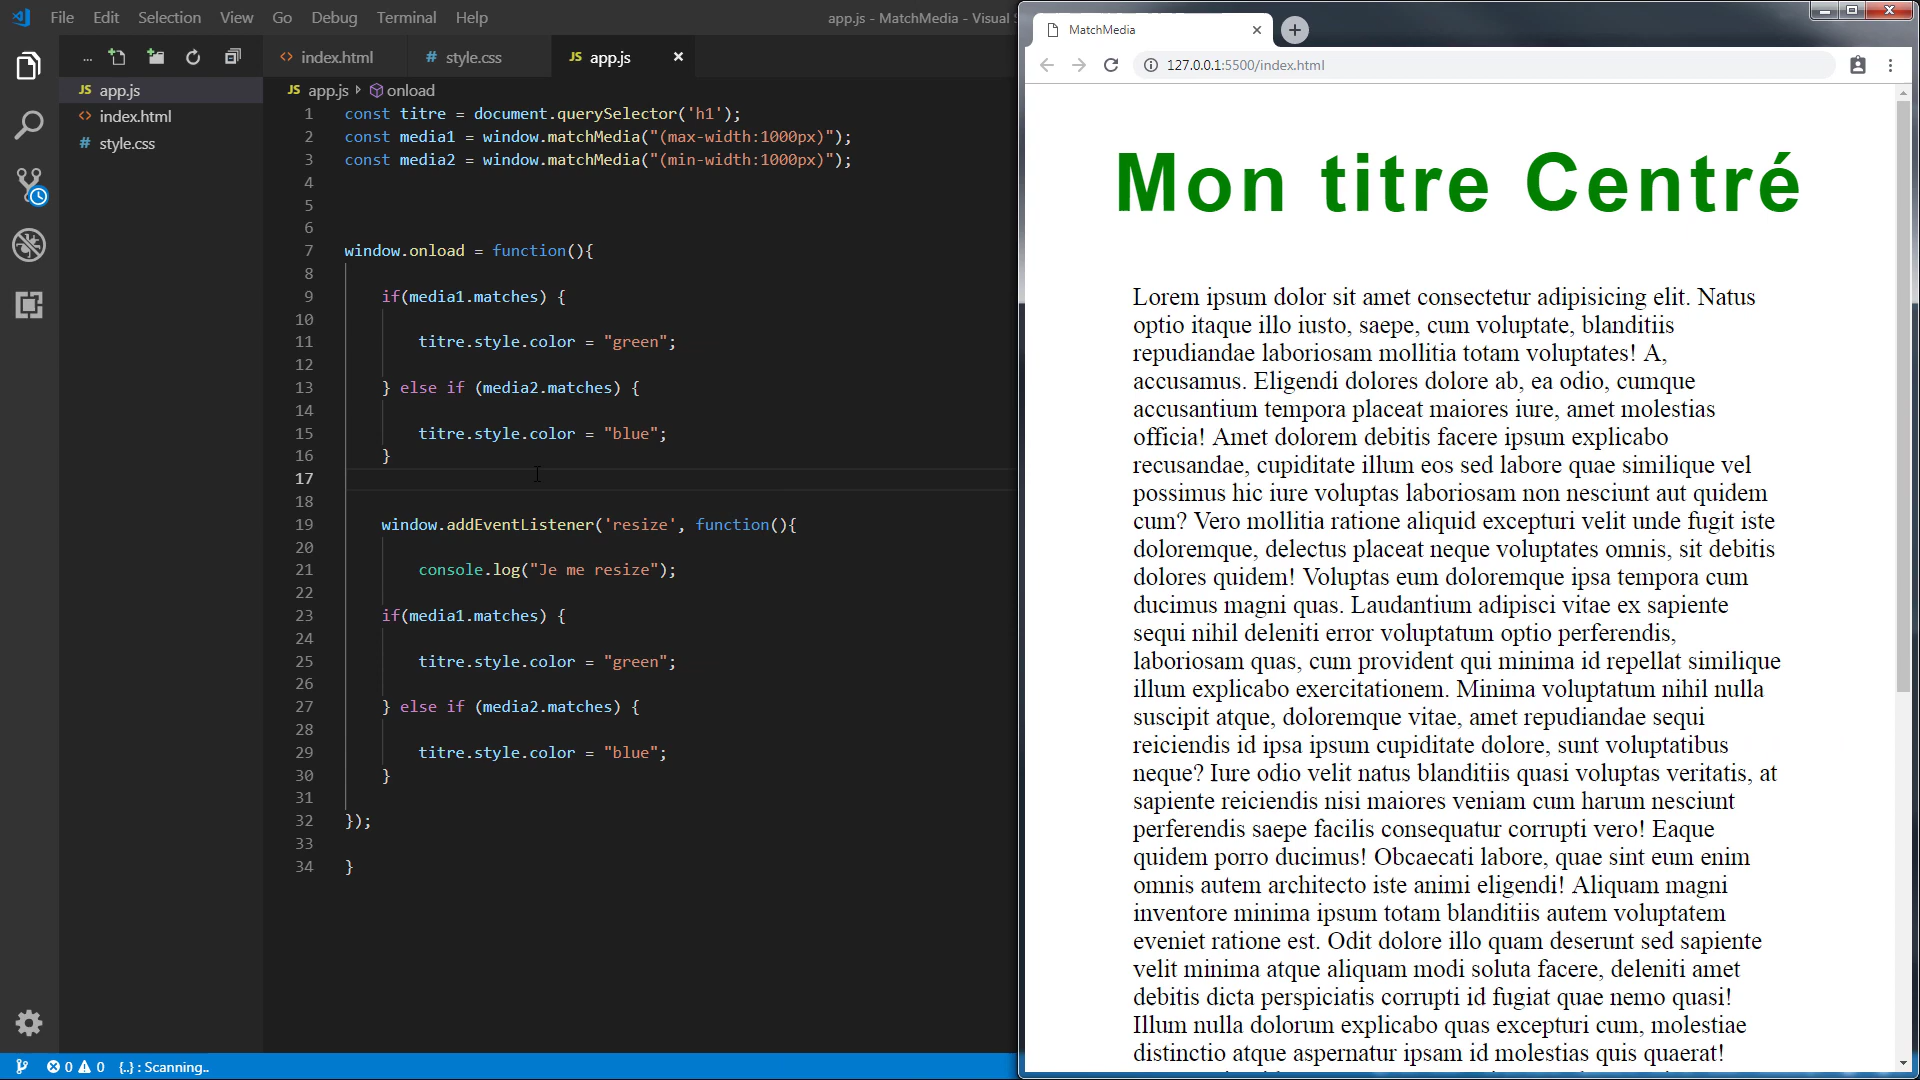 File Edit Selection View Go Debug Terminal Help
app.js - MatchMedia - Visual S
... index.html style.css JS app.js
JS app.js
index.html
# style.css
JS app.js onload
1 const titre = document.querySelector('h1');
2 const media1 = window.matchMedia("(max-width:1000px)");
3 const media2 = window.matchMedia("(min-width:1000px)");
4
5
6
7 window.onload = function(){
8
9 if(media1.matches) {
10
11 titre.style.color = "green";
12
13 } else if (media2.matches) {
14
15 titre.style.color = "blue";
16 }
17
18
19 window.addEventListener('resize', function(){
20
21 console.log("Je me resize");
22
23 if(media1.matches) {
24
25 titre.style.color = "green";
26
27 } else if (media2.matches) {
28
29 titre.style.color = "blue";
30 }
31
32 });
33
34 }
0 0 {..} : Scanning..
MatchMedia
127.0.0.1:5500/index.html
Mon titre Centré
Lorem ipsum dolor sit amet consectetur adipisicing elit. Natus
optio itaque illo iusto, saepe, cum voluptate, blanditiis
repudiandae laboriosam mollitia totam voluptates! A,
accusamus. Eligendi dolores dolore ab, ea odio, cumque
accusantium tempora placeat maiores iure, amet molestias
officia! Amet dolorem debitis facere ipsum explicabo
recusandae, cupiditate illum eos sed labore quae similique vel
possimus hic iure voluptas laboriosam non nesciunt aut quidem
cum? Vero mollitia ratione aliquid excepturi velit unde fugit iste
doloremque, delectus placeat neque voluptates omnis, sit debitis
dolores quidem! Voluptas eum doloremque ipsa tempora cum
ducimus magni quas. Laudantium adipisci vitae ex sapiente
sequi nihil deleniti error voluptatum optio perferendis,
laboriosam quas, cum provident qui minima id repellat similique
illum explicabo exercitationem. Minima voluptatum nihil nulla
suscipit atque, doloremque vitae, amet repudiandae sequi
reiciendis id ipsa ipsum cupiditate dolore, sunt voluptatibus
neque? Iure odio velit natus blanditiis quasi voluptas veritatis, at
sapiente reiciendis nisi maiores veniam cum harum nesciunt
perferendis saepe facilis consequatur corrupti vero! Eaque
quidem porro ducimus! Obcaecati labore, quae sint eum enim
omnis autem architecto iste animi eligendi! Aliquam magni
inventore minima ipsum totam blanditiis autem voluptatem
eveniet ratione est. Odit dolore illo quam deserunt sed sapiente
velit minima atque aliquam modi soluta facere, deleniti amet
debitis dicta perspiciatis corrupti id fugiat quae nemo quasi!
Illum nulla dolorum explicabo quas excepturi cum, molestiae
distinctio atque aspernatur ipsam id molestias quis quaerat!